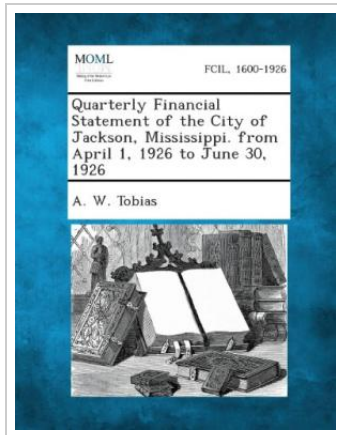 MOML
FCIL, 1600-1926
Quarterly Financial
Statement of the City of
Jackson, Mississippi. from
April 1, 1926 to June 30,
1926
A. W. Tobias